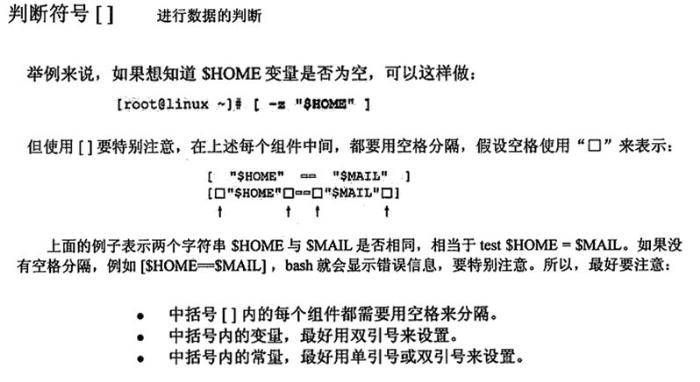 判断符号 [ ] 进行数据的判断
举例来说，如果想知道 $HOME 变量是否为空，可以这样做：
[root@linux ~]# [ -z "$HOME" ]
但使用 [ ] 要特别注意，在上述每个组件中间，都要用空格分隔，假设空格使用“□”来表示：
[ "$HOME" == "$MAIL" ]
[□"$HOME"□==□"$MAIL"□]
↑ ↑ ↑ ↑
上面的例子表示两个字符串 $HOME 与 $MAIL 是否相同，相当于 test $HOME = $MAIL。如果没
有空格分隔，例如 [$HOME==$MAIL]，bash 就会显示错误信息，要特别注意。所以，最好要注意：
● 中括号 [ ] 内的每个组件都需要用空格来分隔。
● 中括号内的变量，最好用双引号来设置。
● 中括号内的常量，最好用单引号或双引号来设置。